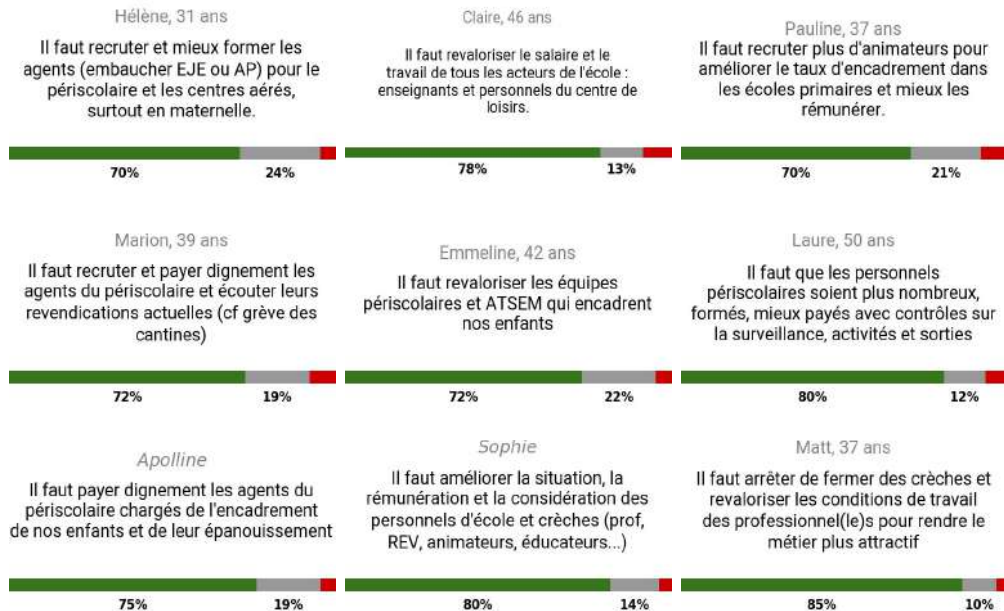 Hélène, 31 ans
Il faut recruter et mieux former les
agents (embaucher EJE ou AP) pour le
périscolaire et les centres aérés,
surtout en maternelle.
70% 24%
Claire, 46 ans
Il faut revaloriser le salaire et le
travail de tous les acteurs de l'école :
enseignants et personnels du centre de
loisirs.
78% 13%
Pauline, 37 ans
Il faut recruter plus d'animateurs pour
améliorer le taux d'encadrement dans
les écoles primaires et mieux les
rémunérer.
70% 21%
Marion, 39 ans
Il faut recruter et payer dignement les
agents du périscolaire et écouter leurs
revendications actuelles (cf grève des
cantines)
72% 19%
Emmeline, 42 ans
Il faut revaloriser les équipes
périscolaires et ATSEM qui encadrent
nos enfants
72% 22%
Laure, 50 ans
Il faut que les personnels
périscolaires soient plus nombreux,
formés, mieux payés avec contrôles sur
la surveillance, activités et sorties
80% 12%
Apolline
Il faut payer dignement les agents du
périscolaire chargés de l'encadrement
de nos enfants et de leur épanouissement
75% 19%
Sophie
Il faut améliorer la situation, la
rémunération et la considération des
personnels d'école et crèches (prof,
REV, animateurs, éducateurs...)
80% 14%
Matt, 37 ans
Il faut arrêter de fermer des crèches et
revaloriser les conditions de travail
des professionnel(le)s pour rendre le
métier plus attractif
85% 10%